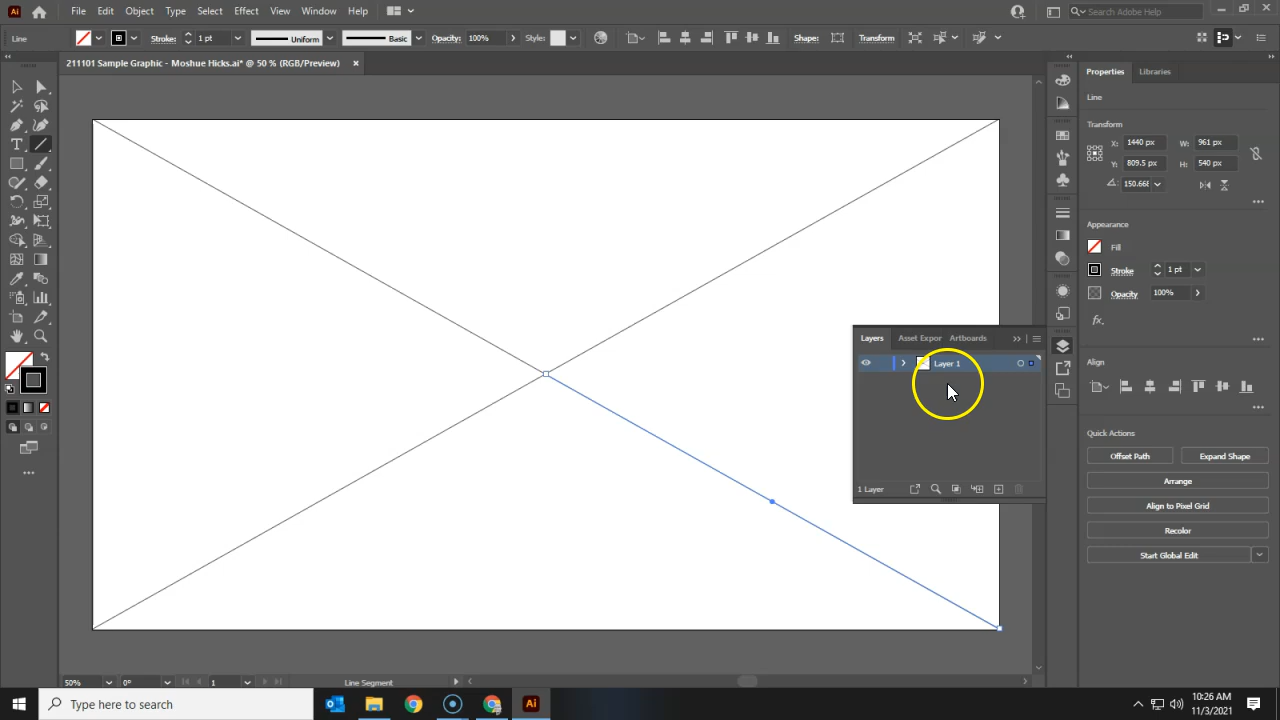 Ai File Edit Object Type Select Effect View Window Help Search Adobe Help
Line Stroke: 1 pt Uniform Basic Opacity: 100% Style: Shape: Transform
211101 Sample Graphic - Moshue Hicks.ai* @ 50 % (RGB/Preview)
Properties Libraries
Line
Transform
X: 1440 px W: 961 px
Y: 809.5 px H: 540 px
150.668
Appearance
Fill
Stroke 1 pt
Opacity 100%
fx.
Align
Layers Asset Expor Artboards
Layer 1
1 Layer
Quick Actions
Offset Path Expand Shape
Arrange
Align to Pixel Grid
Recolor
Start Global Edit
50% 0° 1 Line Segment
Type here to search
Ai
10:26 AM
11/3/2021